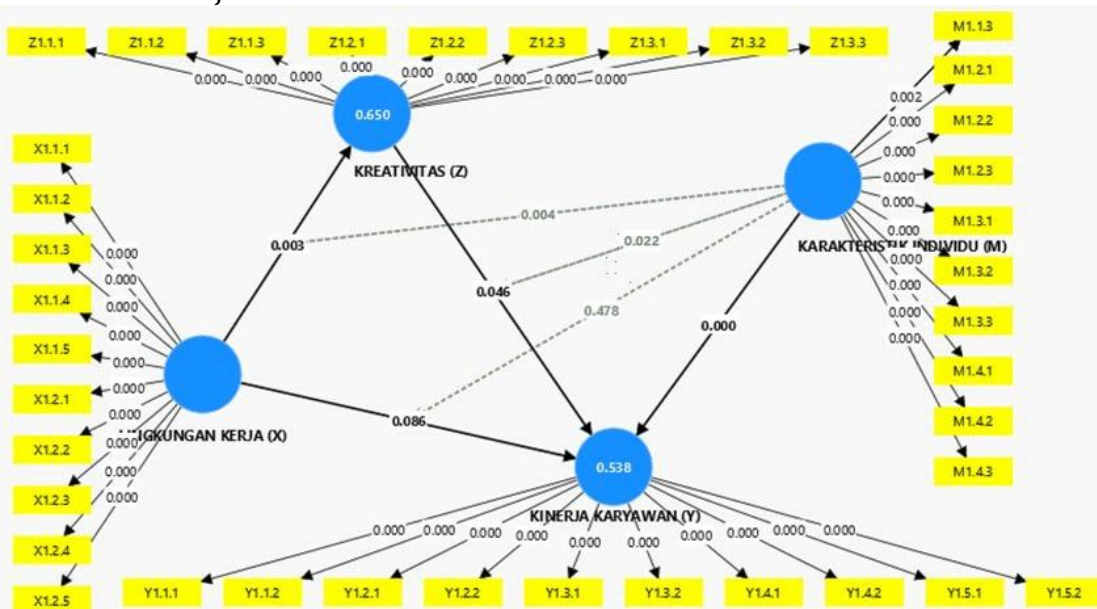 Z1.1.1 Z1.1.2 Z1.1.3 Z1.2.1 Z1.2.2 Z1.2.3 Z1.3.1 Z1.3.2 Z1.3.3
0.000 0.000 0.000 0.000 0.000 0.000 0.000 0.000 0.000
0.650
KREATIVITAS (Z)
M1.1.3
M1.2.1
M1.2.2
M1.2.3
M1.3.1
M1.3.2
M1.3.3
M1.4.1
M1.4.2
M1.4.3
0.002
0.000
0.000
0.000
0.000
0.000
0.000
0.000
0.000
0.000
KARAKTERISTIK INDIVIDU (M)
X1.1.1
X1.1.2
X1.1.3
X1.1.4
X1.1.5
X1.2.1
X1.2.2
X1.2.3
X1.2.4
X1.2.5
0.000
0.000
0.000
0.000
0.000
0.000
0.000
0.000
0.000
0.000
KERJA (X)
0.003
0.004
0.022
0.046
0.478
0.000
0.086
0.538
KINERJA KARYAWAN (Y)
0.000 0.000 0.000 0.000 0.000 0.000 0.000 0.000 0.000 0.000
Y1.1.1 Y1.1.2 Y1.2.1 Y1.2.2 Y1.3.1 Y1.3.2 Y1.4.1 Y1.4.2 Y1.5.1 Y1.5.2